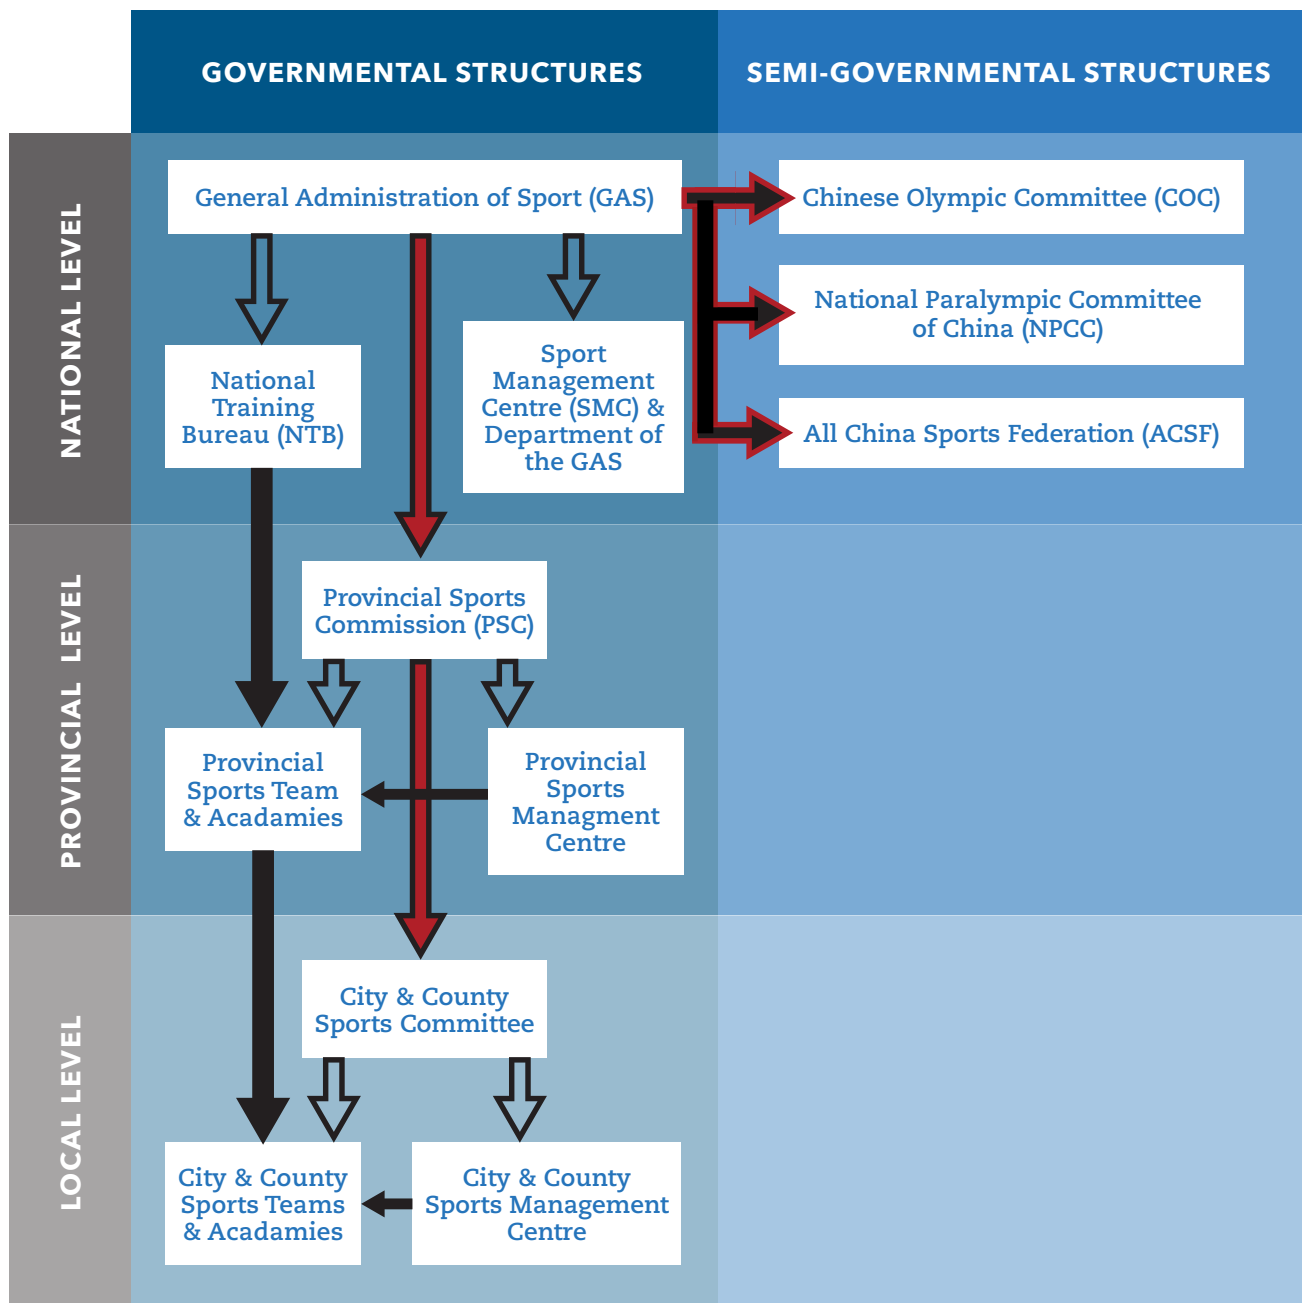 GOVERNMENTAL STRUCTURES
SEMI-GOVERNMENTAL STRUCTURES
NATIONAL LEVEL
General Administration of Sport (GAS)
Chinese Olympic Committee (COC)
National Paralympic Committee
of China (NPCC)
All China Sports Federation (ACSF)
National
Training
Bureau (NTB)
Sport
Management
Centre (SMC) &
Department of
the GAS
PROVINCIAL LEVEL
Provincial Sports
Commission (PSC)
Provincial
Sports Team
& Acadamies
Provincial
Sports
Managment
Centre
LOCAL LEVEL
City & County
Sports Committee
City & County
Sports Teams
& Acadamies
City & County
Sports Management
Centre